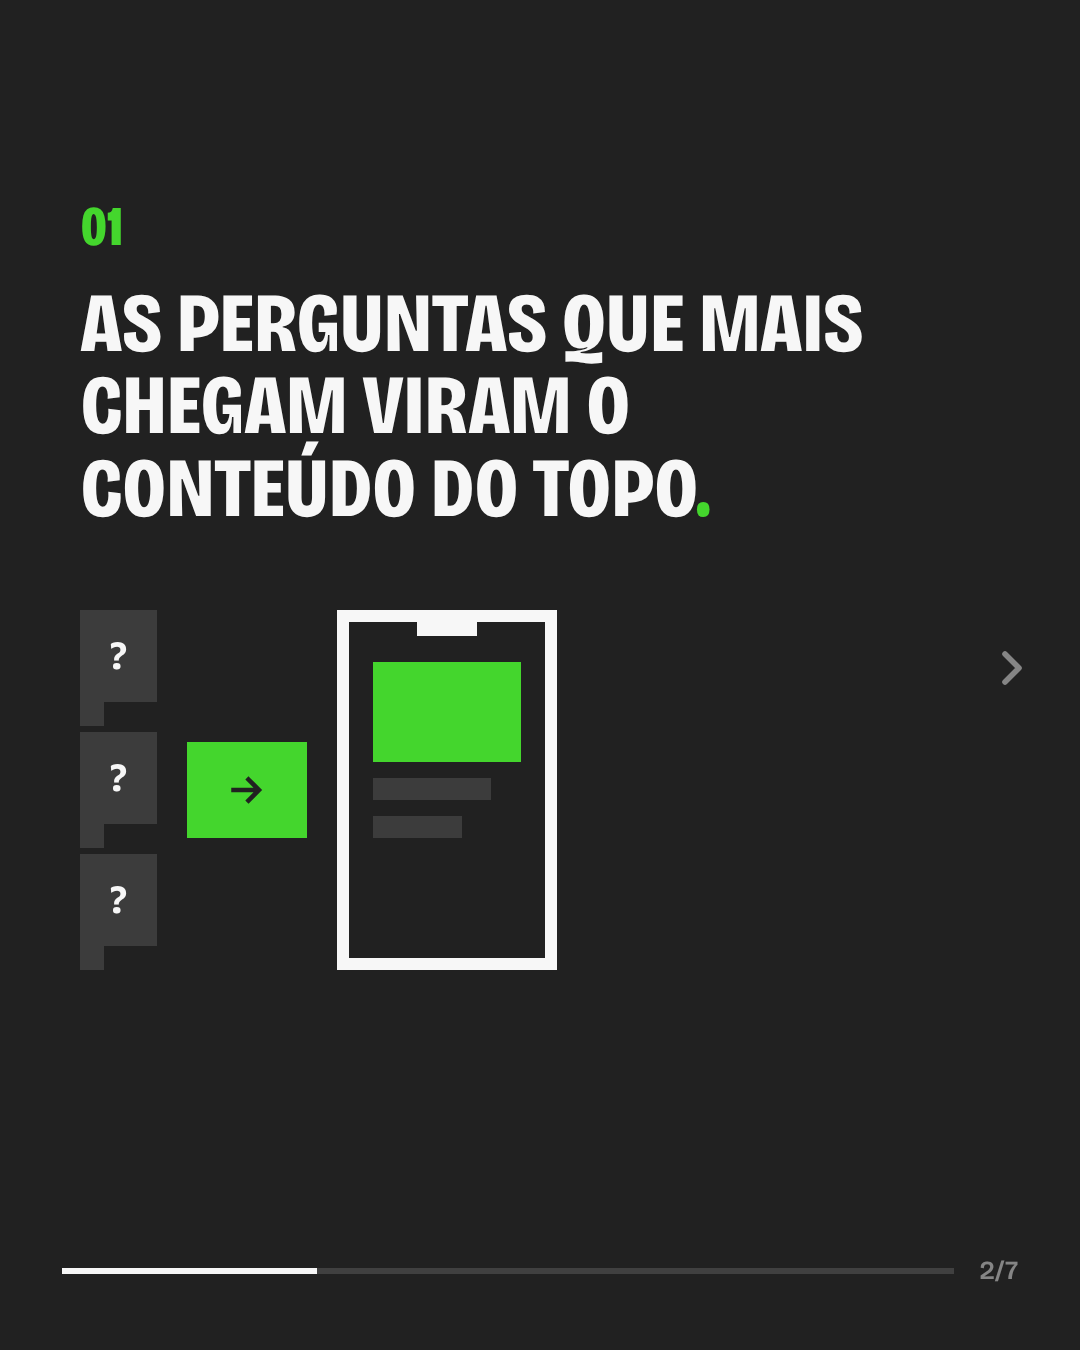 01
AS PERGUNTAS QUE MAIS
CHEGAM VIRAM O
CONTEÚDO DO TOPO.
?
?
→
?
2/7